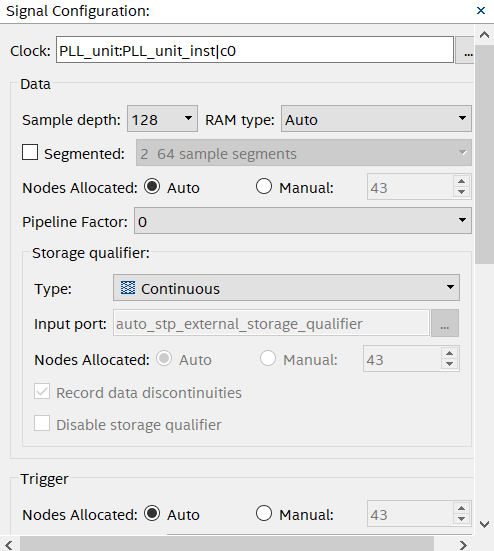 Signal Configuration:
Clock: PLL_unit:PLL_unit_inst|c0 ...
Data
Sample depth: 128 RAM type: Auto
Segmented: 2 64 sample segments
Nodes Allocated: Auto Manual: 43
Pipeline Factor: 0
Storage qualifier:
Type: Continuous
Input port: auto_stp_external_storage_qualifier ...
Nodes Allocated: Auto Manual: 43
Record data discontinuities
Disable storage qualifier
Trigger
Nodes Allocated: Auto Manual: 43